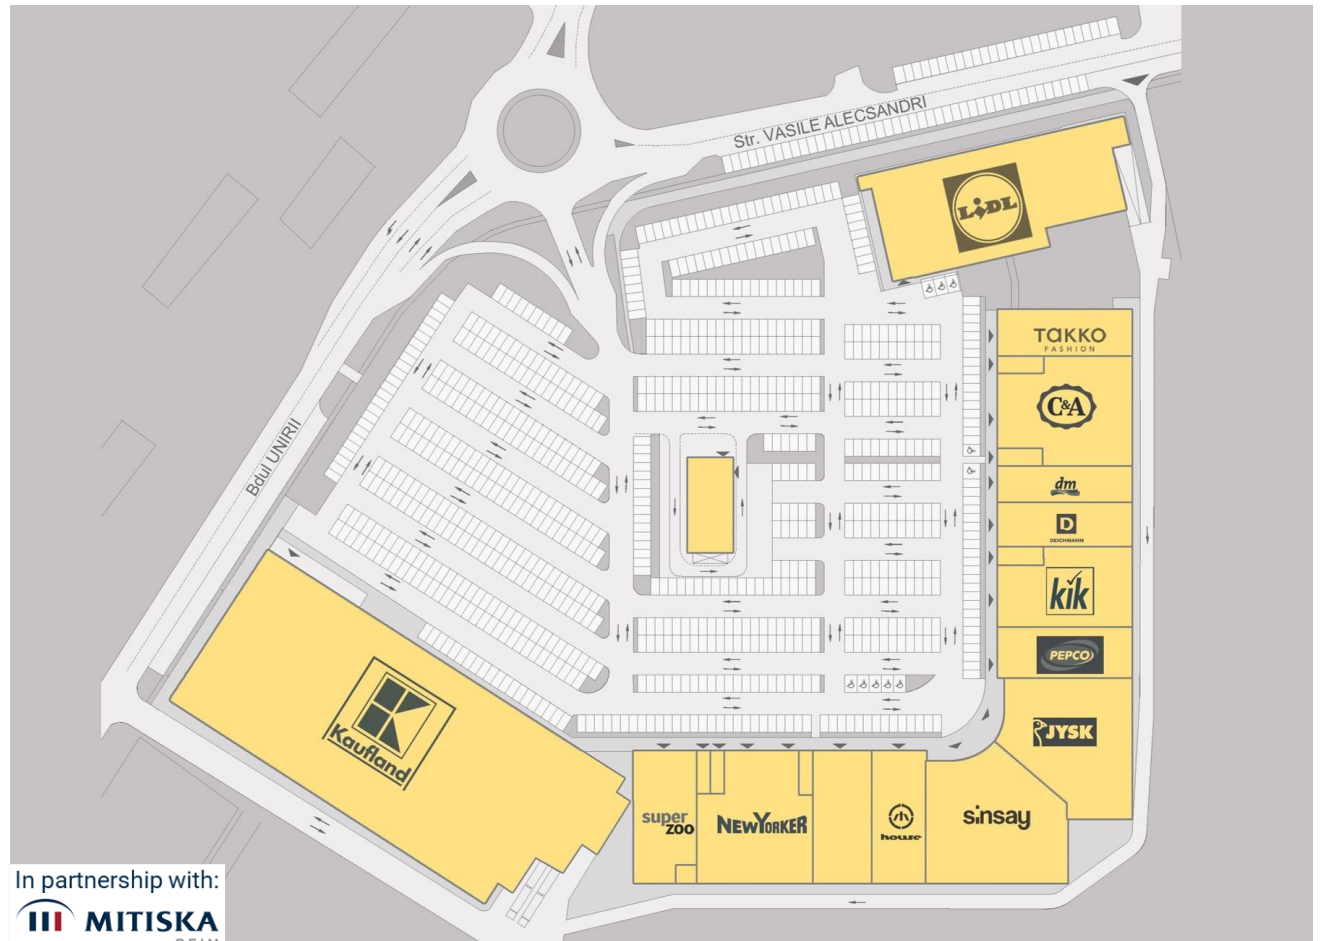 Str. VASILE ALECSANDRI
LIDL
TAKKO
FASHION
C&A
Bdul UNIRII
dm
D
DEICHMANN
kik
PEPCO
Kaufland
JYSK
super
ZOO
NEWYORKER
house
sinsay
In partnership with:
MITISKA
REIM